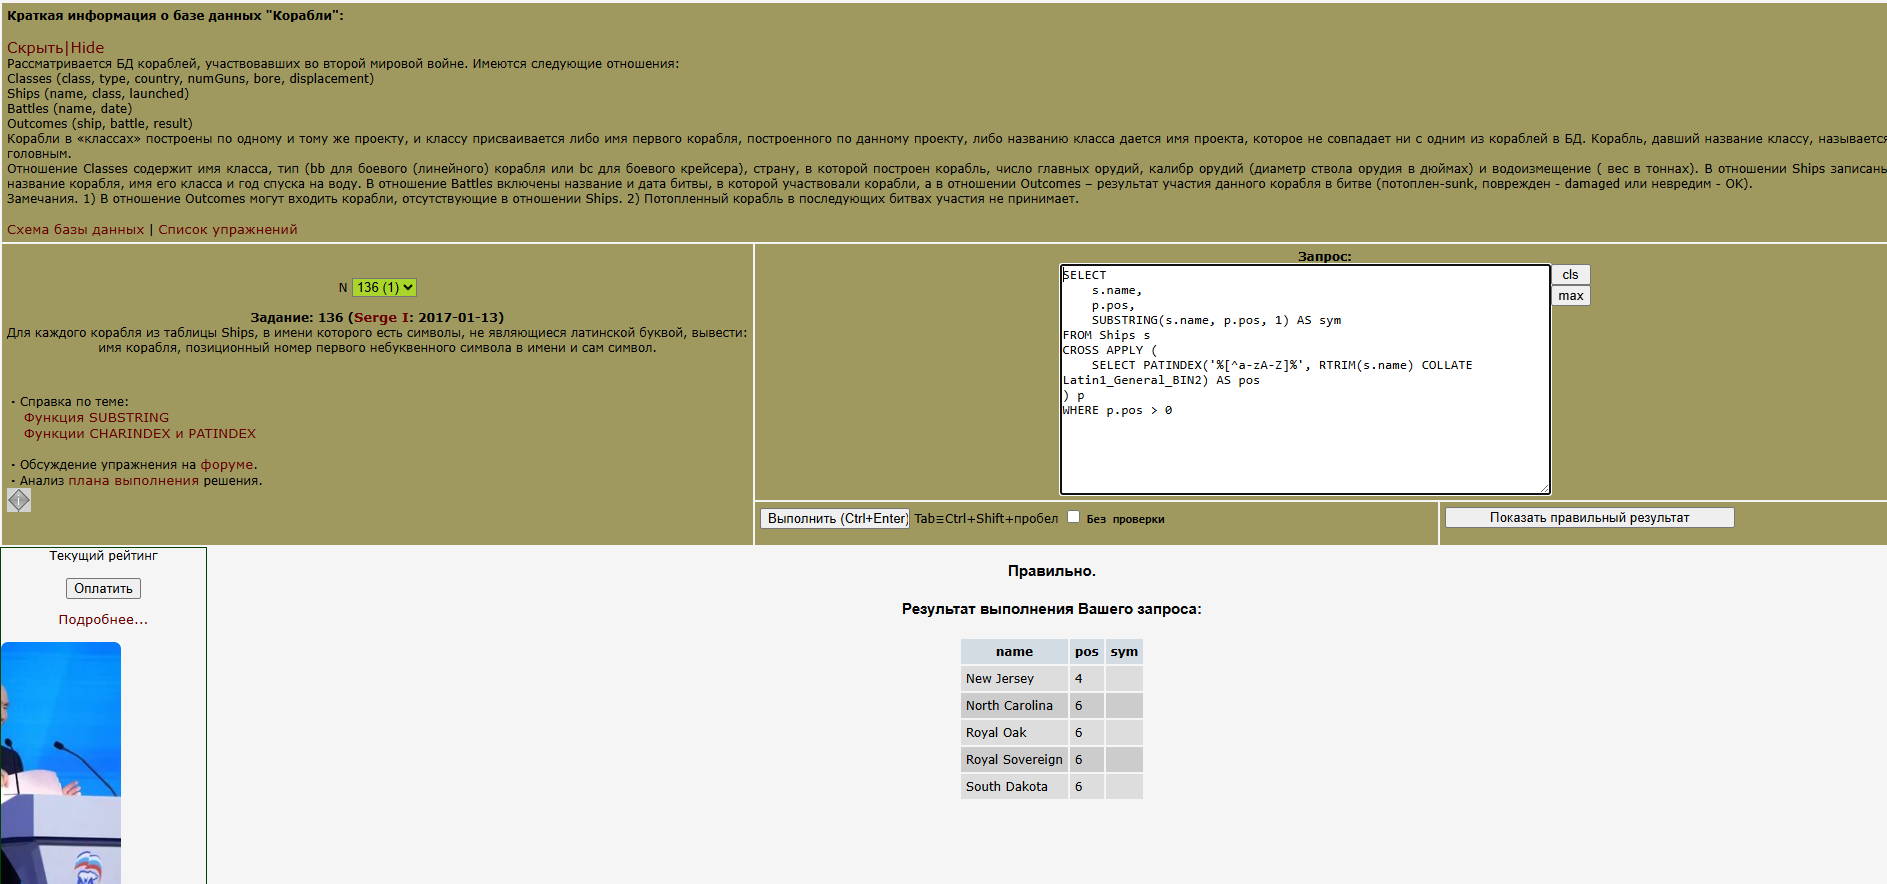 Краткая информация о базе данных "Корабли":
Скрыть|Hide
Рассматривается БД кораблей, участвовавших во второй мировой войне. Имеются следующие отношения:
Classes (class, type, country, numGuns, bore, displacement)
Ships (name, class, launched)
Battles (name, date)
Outcomes (ship, battle, result)
Корабли в «классах» построены по одному и тому же проекту, и классу присваивается либо имя первого корабля, построенного по данному проекту, либо названию класса дается имя проекта, которое не совпадает ни с одним из кораблей в БД. Корабль, давший название классу, называется
головным.
Отношение Classes содержит имя класса, тип (bb для боевого (линейного) корабля или bc для боевого крейсера), страну, в которой построен корабль, число главных орудий, калибр орудий (диаметр ствола орудия в дюймах) и водоизмещение ( вес в тоннах). В отношении Ships записаны
название корабля, имя его класса и год спуска на воду. В отношение Battles включены название и дата битвы, в которой участвовали корабли, а в отношении Outcomes – результат участия данного корабля в битве (потоплен-sunk, поврежден - damaged или невредим - OK).
Замечания. 1) В отношение Outcomes могут входить корабли, отсутствующие в отношении Ships. 2) Потопленный корабль в последующих битвах участия не принимает.
Схема базы данных | Список упражнений
N 136 (1)
Задание: 136 (Serge I: 2017-01-13)
Для каждого корабля из таблицы Ships, в имени которого есть символы, не являющиеся латинской буквой, вывести:
имя корабля, позиционный номер первого небуквенного символа в имени и сам символ.
· Справка по теме:
Функция SUBSTRING
Функции CHARINDEX и PATINDEX
· Обсуждение упражнения на форуме.
· Анализ плана выполнения решения.
Запрос:
SELECT
s.name,
p.pos,
SUBSTRING(s.name, p.pos, 1) AS sym
FROM Ships s
CROSS APPLY (
SELECT PATINDEX('%[^a-zA-Z]%', RTRIM(s.name) COLLATE
Latin1_General_BIN2) AS pos
) p
WHERE p.pos > 0
cls
max
Выполнить (Ctrl+Enter) Tab≡Ctrl+Shift+пробел Без проверки
Показать правильный результат
Текущий рейтинг
Оплатить
Подробнее...
Правильно.
Результат выполнения Вашего запроса:
name pos sym
New Jersey 4
North Carolina 6
Royal Oak 6
Royal Sovereign 6
South Dakota 6